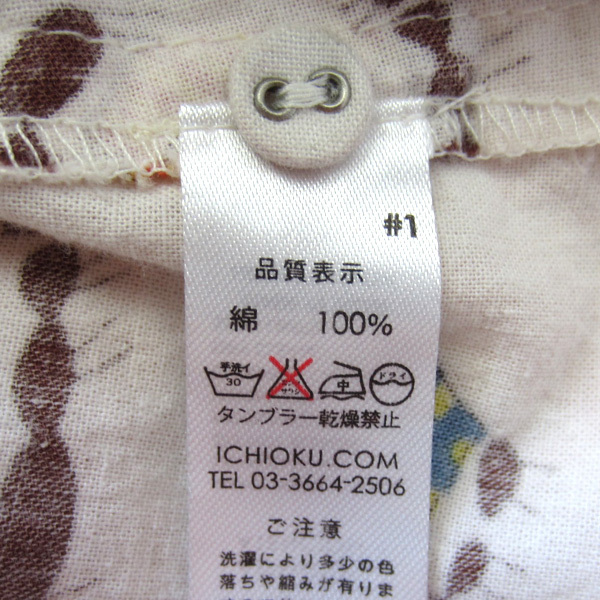 #1
品質表示
綿 100%
手洗イ 30 中 ドライ
タンブラー乾燥禁止
ICHIOKU.COM
TEL 03-3664-2506
ご注意
洗濯により多少の色
落ちや縮みが有りま